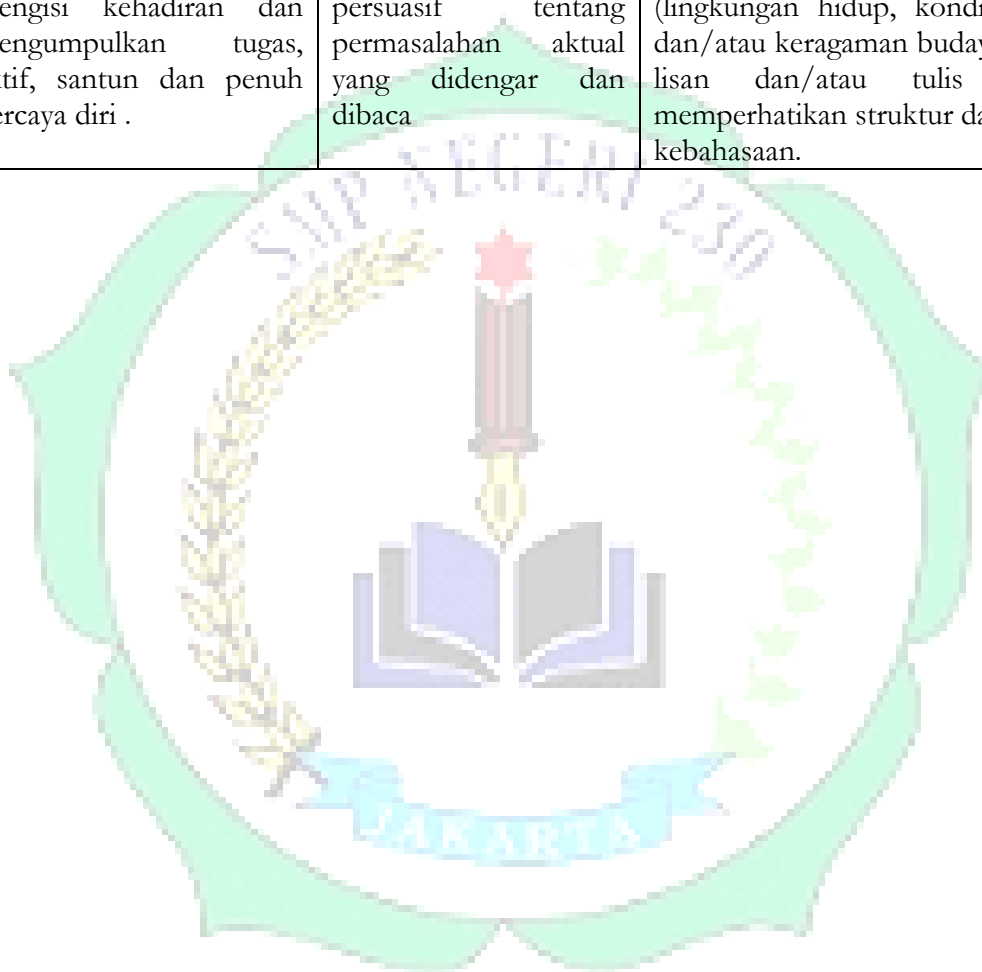 engisi kehadiran dan
engumpulkan tugas,
tif, santun dan penuh
ercaya diri .
persuasif tentang
permasalahan aktual
yang didengar dan
dibaca
(lingkungan hidup, kondi
dan/atau keragaman buday
lisan dan/atau tulis
memperhatikan struktur da
kebahasaan.
SMP NEGERI 230
JAKARTA